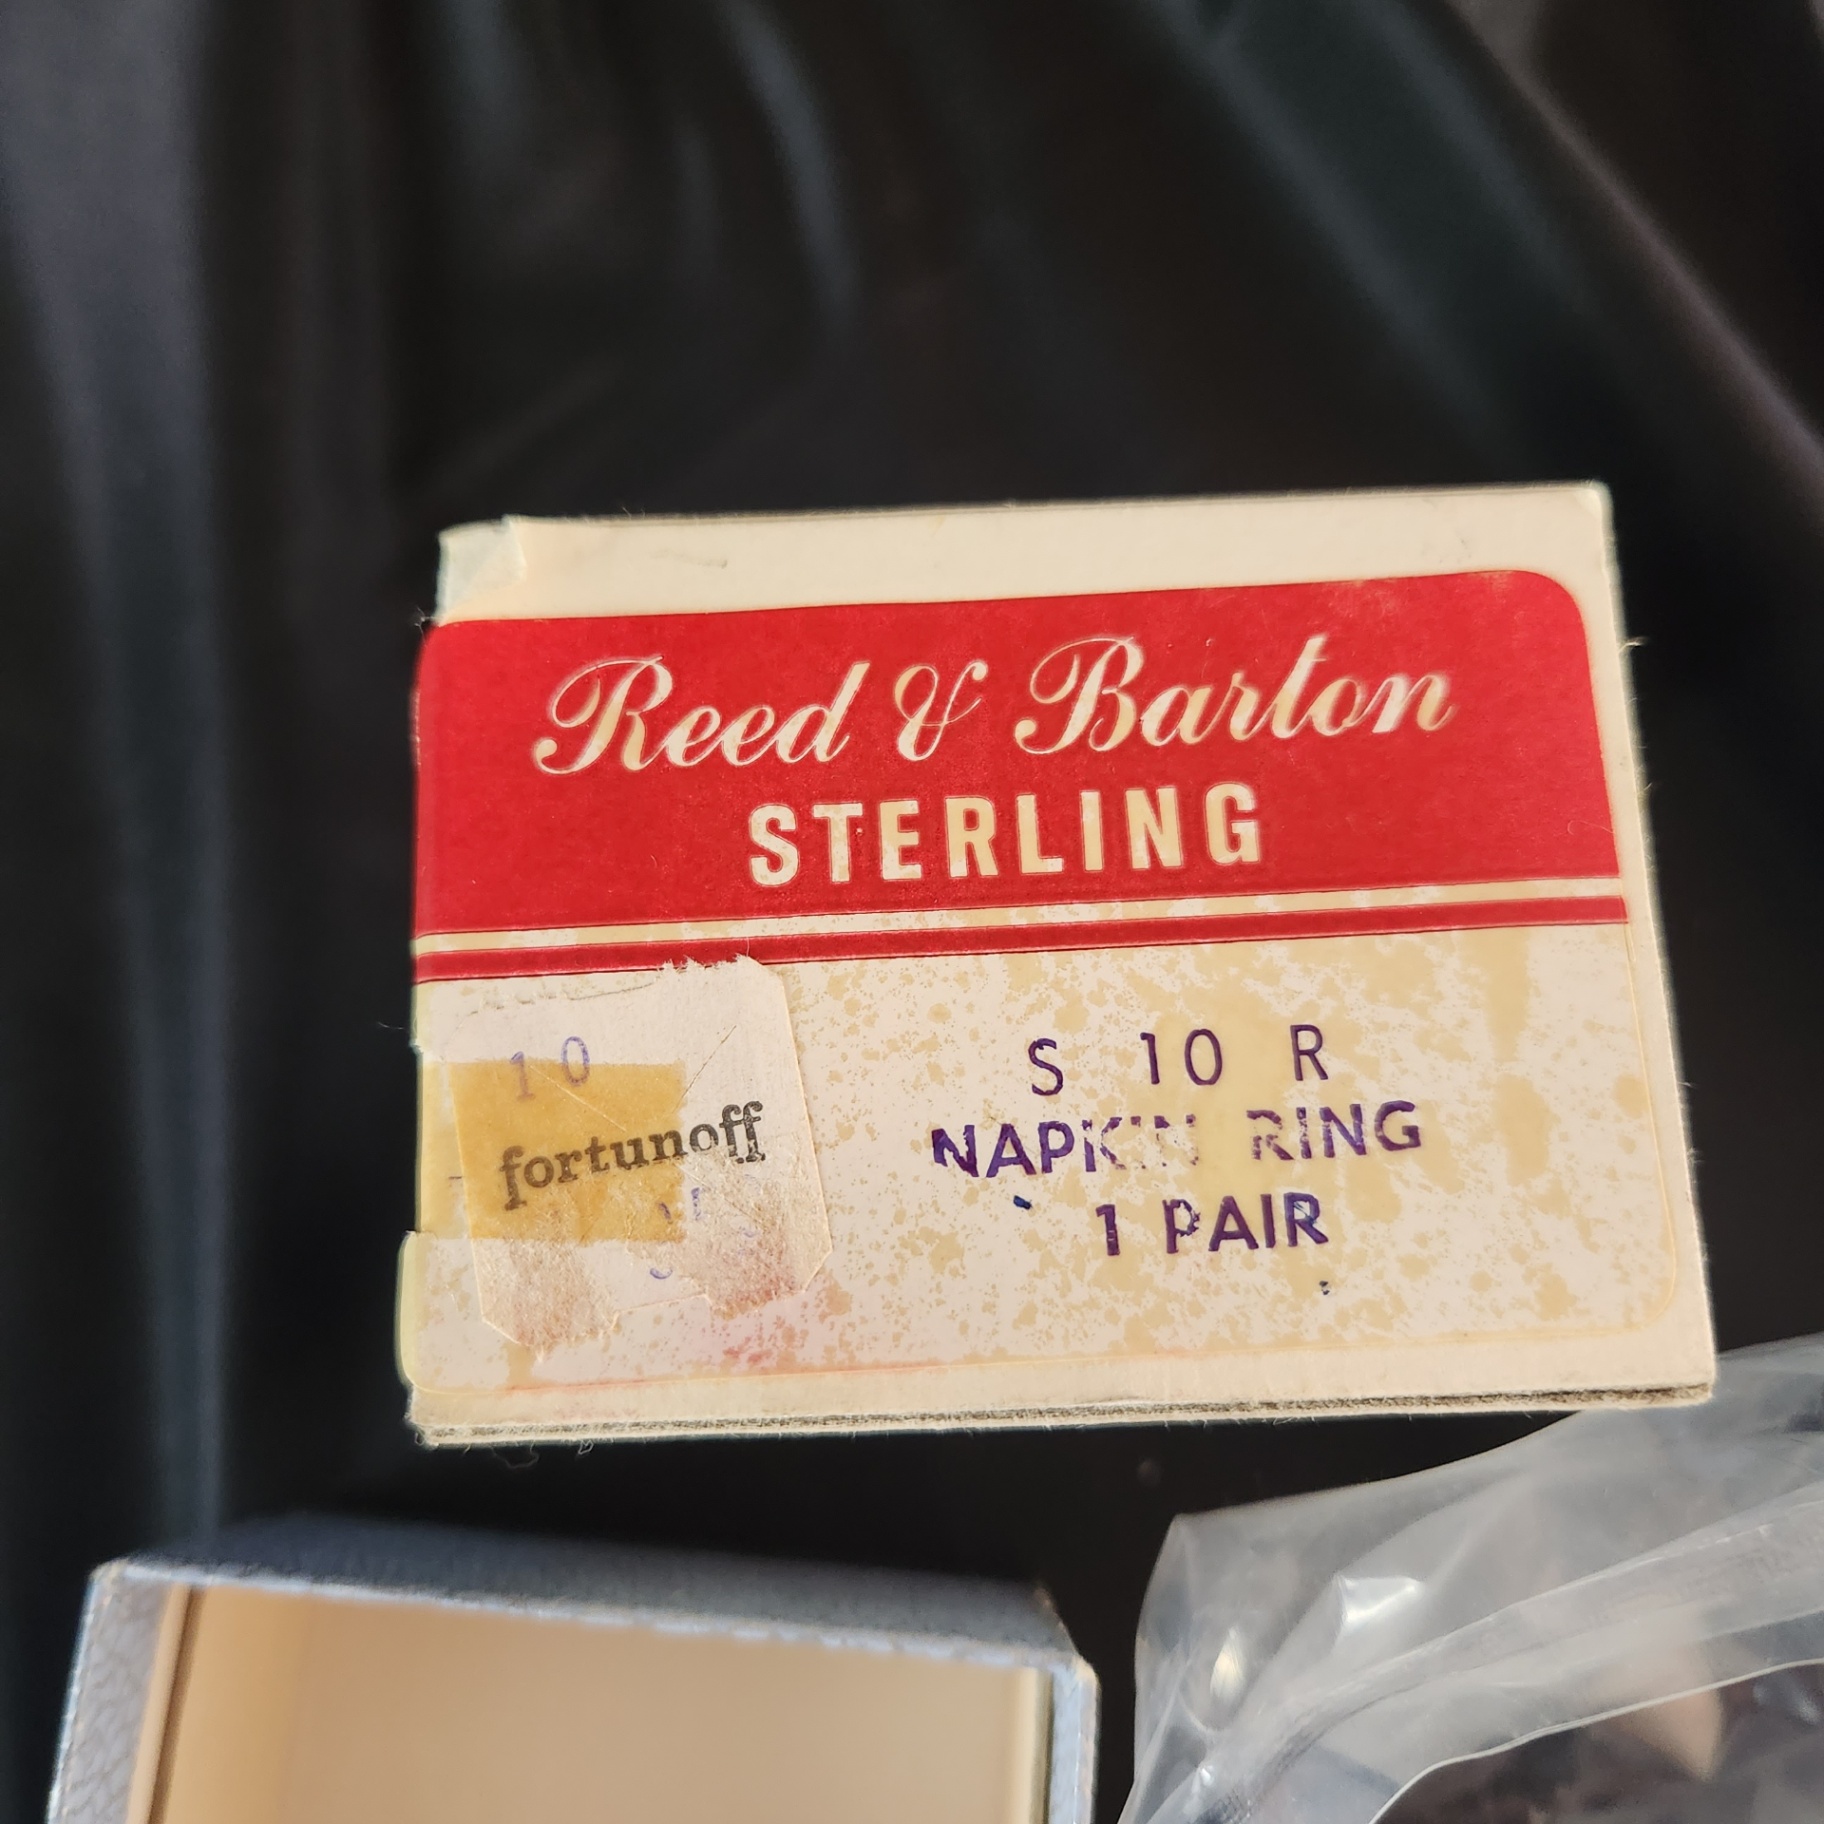 Reed & Barton
STERLING
10
fortunoff
S 10 R
NAPKIN RING
1 PAIR